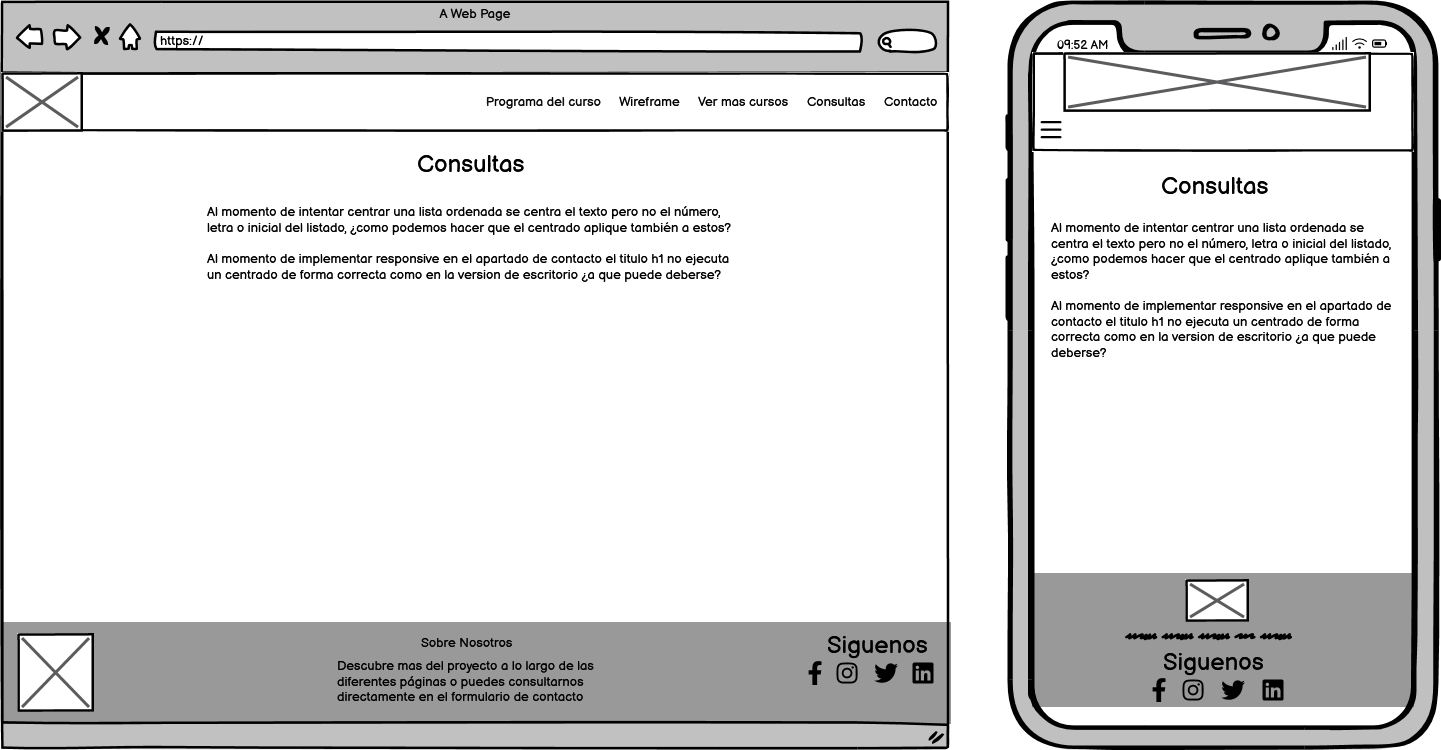 A Web Page
https://
Programa del curso Wireframe Ver mas cursos Consultas Contacto
Consultas
Al momento de intentar centrar una lista ordenada se centra el texto pero no el número,
letra o inicial del listado, ¿como podemos hacer que el centrado aplique también a estos?
Al momento de implementar responsive en el apartado de contacto el titulo h1 no ejecuta
un centrado de forma correcta como en la version de escritorio ¿a que puede deberse?
Sobre Nosotros
Descubre mas del proyecto a lo largo de las
diferentes páginas o puedes consultarnos
directamente en el formulario de contacto
Siguenos
09:52 AM
Consultas
Al momento de intentar centrar una lista ordenada se
centra el texto pero no el número, letra o inicial del listado,
¿como podemos hacer que el centrado aplique también a
estos?
Al momento de implementar responsive en el apartado de
contacto el titulo h1 no ejecuta un centrado de forma
correcta como en la version de escritorio ¿a que puede
deberse?
Siguenos